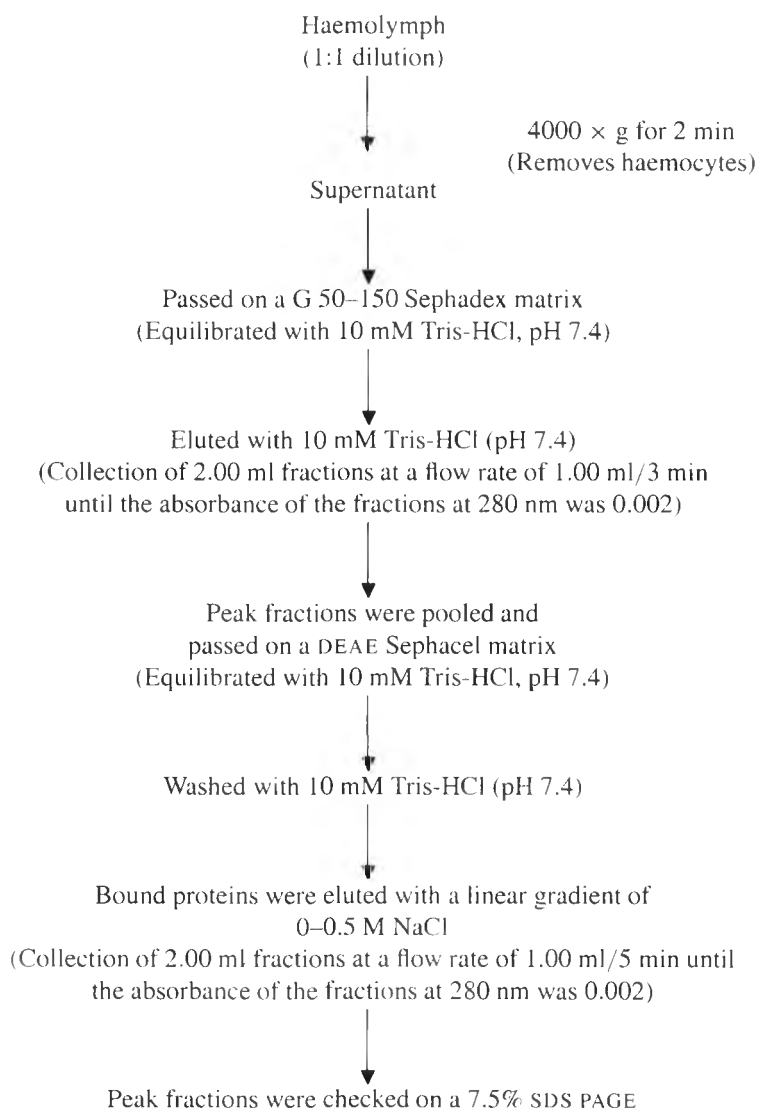 Haemolymph
(1:1 dilution)
4000 × g for 2 min
(Removes haemocytes)
Supernatant
Passed on a G 50–150 Sephadex matrix
(Equilibrated with 10 mM Tris-HCl, pH 7.4)
Eluted with 10 mM Tris-HCl (pH 7.4)
(Collection of 2.00 ml fractions at a flow rate of 1.00 ml/3 min
until the absorbance of the fractions at 280 nm was 0.002)
Peak fractions were pooled and
passed on a DEAE Sephacel matrix
(Equilibrated with 10 mM Tris-HCl, pH 7.4)
Washed with 10 mM Tris-HCl (pH 7.4)
Bound proteins were eluted with a linear gradient of
0–0.5 M NaCl
(Collection of 2.00 ml fractions at a flow rate of 1.00 ml/5 min until
the absorbance of the fractions at 280 nm was 0.002)
Peak fractions were checked on a 7.5% SDS PAGE